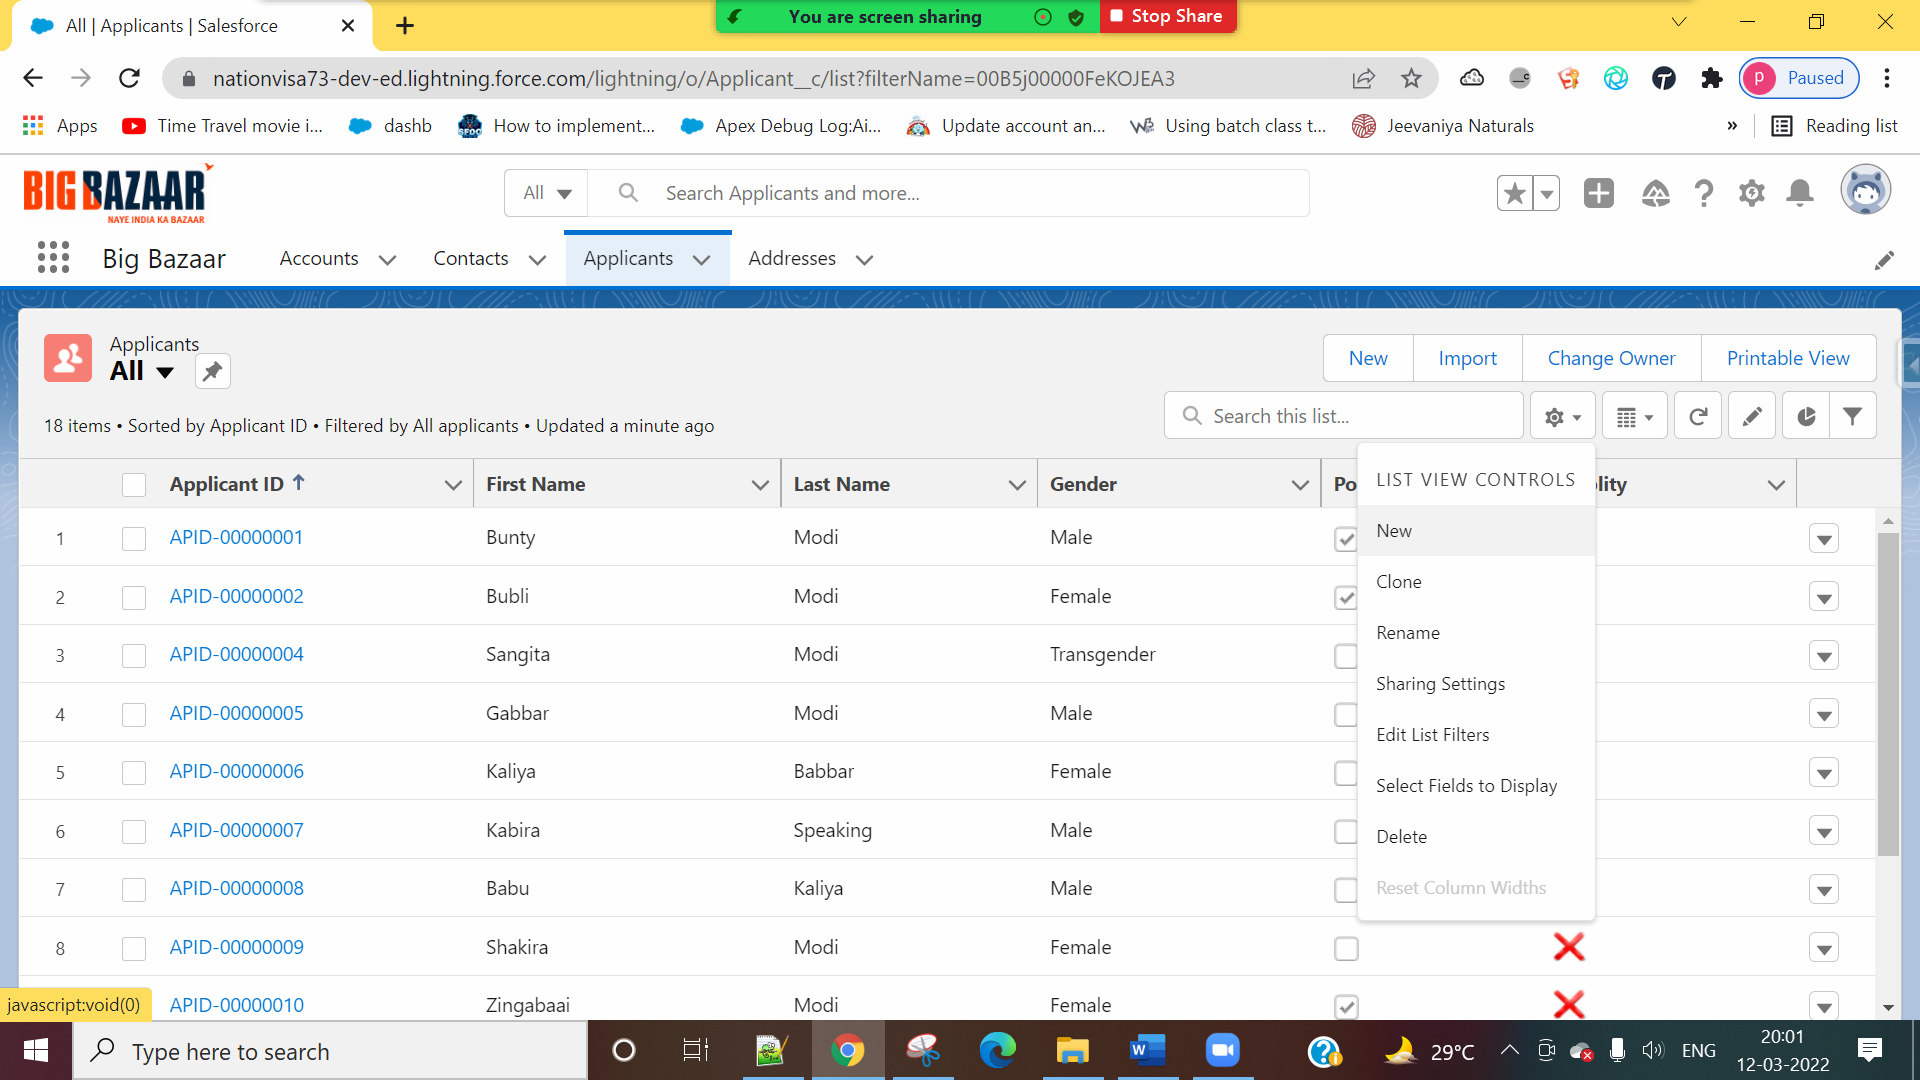 All | Applicants | Salesforce
You are screen sharing
Stop Share
nationvisa73-dev-ed.lightning.force.com/lightning/o/Applicant__c/list?filterName=00B5j00000FeKOJEA3
P
Paused
Apps
Time Travel movie i...
dashb
How to implement...
Apex Debug Log:Ai...
Update account an...
Using batch class t...
Jeevaniya Naturals
»
Reading list
BIG BAZAAR
NAYE INDIA KA BAZAAR
All
Search Applicants and more...
Big Bazaar
Accounts
Contacts
Applicants
Addresses
Applicants
All
New
Import
Change Owner
Printable View
18 items • Sorted by Applicant ID • Filtered by All applicants • Updated a minute ago
Search this list...
Applicant ID
First Name
Last Name
Gender
Po
lity
1 APID-00000001 Bunty Modi Male
2 APID-00000002 Bubli Modi Female
3 APID-00000004 Sangita Modi Transgender
4 APID-00000005 Gabbar Modi Male
5 APID-00000006 Kaliya Babbar Female
6 APID-00000007 Kabira Speaking Male
7 APID-00000008 Babu Kaliya Male
8 APID-00000009 Shakira Modi Female
APID-00000010 Zingabaai Modi Female
LIST VIEW CONTROLS
New
Clone
Rename
Sharing Settings
Edit List Filters
Select Fields to Display
Delete
Reset Column Widths
javascript:void(0)
Type here to search
29°C
ENG
20:01
12-03-2022